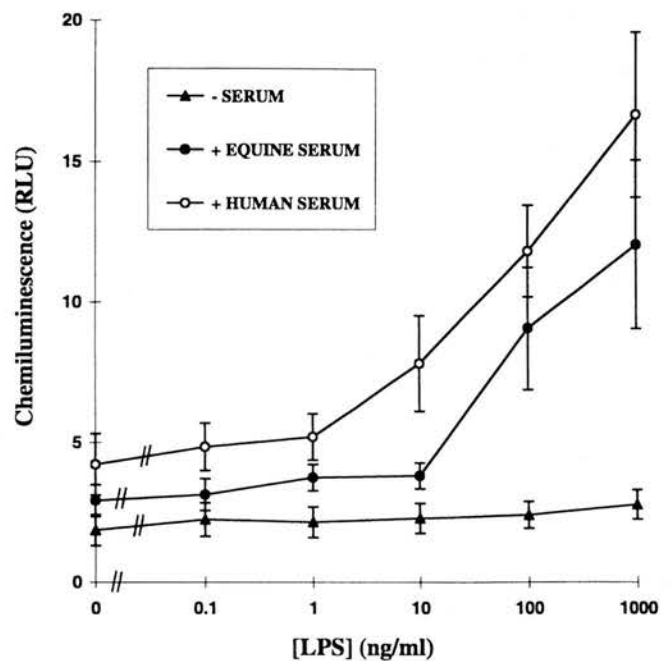 20
15
10
5
0
Chemiluminescence (RLU)
- SERUM
+ EQUINE SERUM
+ HUMAN SERUM
0 0.1 1 10 100 1000
[LPS] (ng/ml)